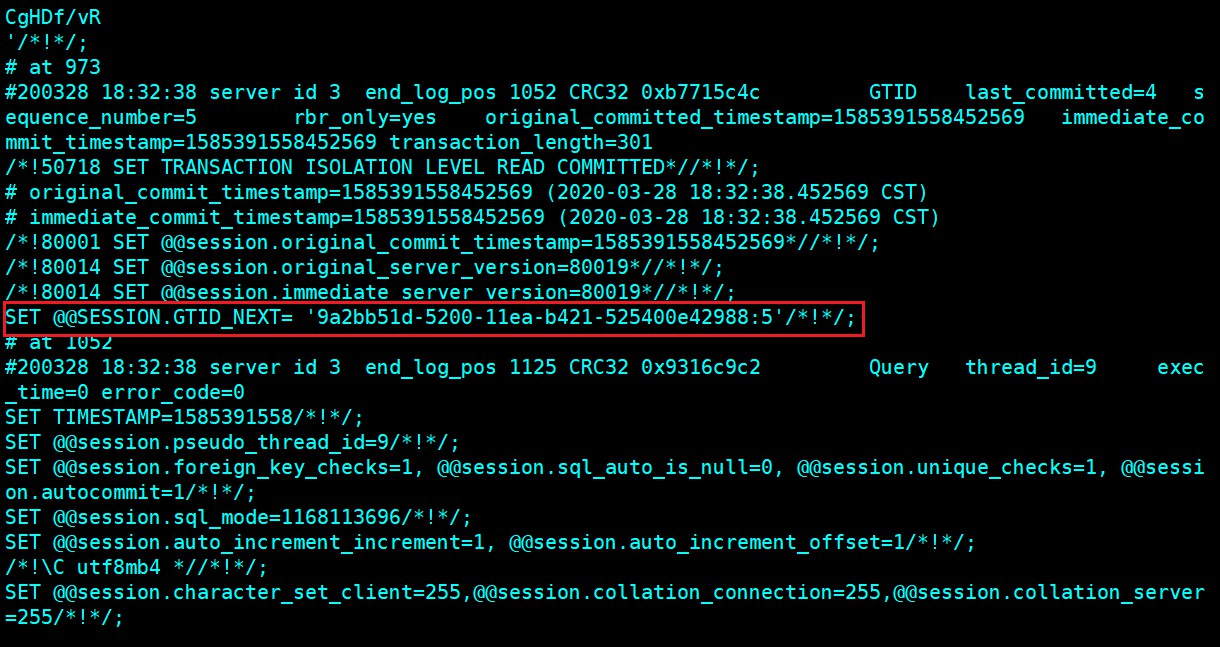 CgHDf/vR
'/*!*/;
# at 973
#200328 18:32:38 server id 3  end_log_pos 1052 CRC32 0xb7715c4c         GTID    last_committed=4   s
equence_number=5        rbr_only=yes    original_committed_timestamp=1585391558452569   immediate_co
mmit_timestamp=1585391558452569 transaction_length=301
/*!50718 SET TRANSACTION ISOLATION LEVEL READ COMMITTED*//*!*/;
# original_commit_timestamp=1585391558452569 (2020-03-28 18:32:38.452569 CST)
# immediate_commit_timestamp=1585391558452569 (2020-03-28 18:32:38.452569 CST)
/*!80001 SET @@session.original_commit_timestamp=1585391558452569*//*!*/;
/*!80014 SET @@session.original_server_version=80019*//*!*/;
/*!80014 SET @@session.immediate_server_version=80019*//*!*/;
SET @@SESSION.GTID_NEXT= '9a2bb51d-5200-11ea-b421-525400e42988:5'/*!*/;
# at 1052
#200328 18:32:38 server id 3  end_log_pos 1125 CRC32 0x9316c9c2         Query   thread_id=9     exec
_time=0 error_code=0
SET TIMESTAMP=1585391558/*!*/;
SET @@session.pseudo_thread_id=9/*!*/;
SET @@session.foreign_key_checks=1, @@session.sql_auto_is_null=0, @@session.unique_checks=1, @@sessi
on.autocommit=1/*!*/;
SET @@session.sql_mode=1168113696/*!*/;
SET @@session.auto_increment_increment=1, @@session.auto_increment_offset=1/*!*/;
/*!\C utf8mb4 *//*!*/;
SET @@session.character_set_client=255,@@session.collation_connection=255,@@session.collation_server
=255/*!*/;